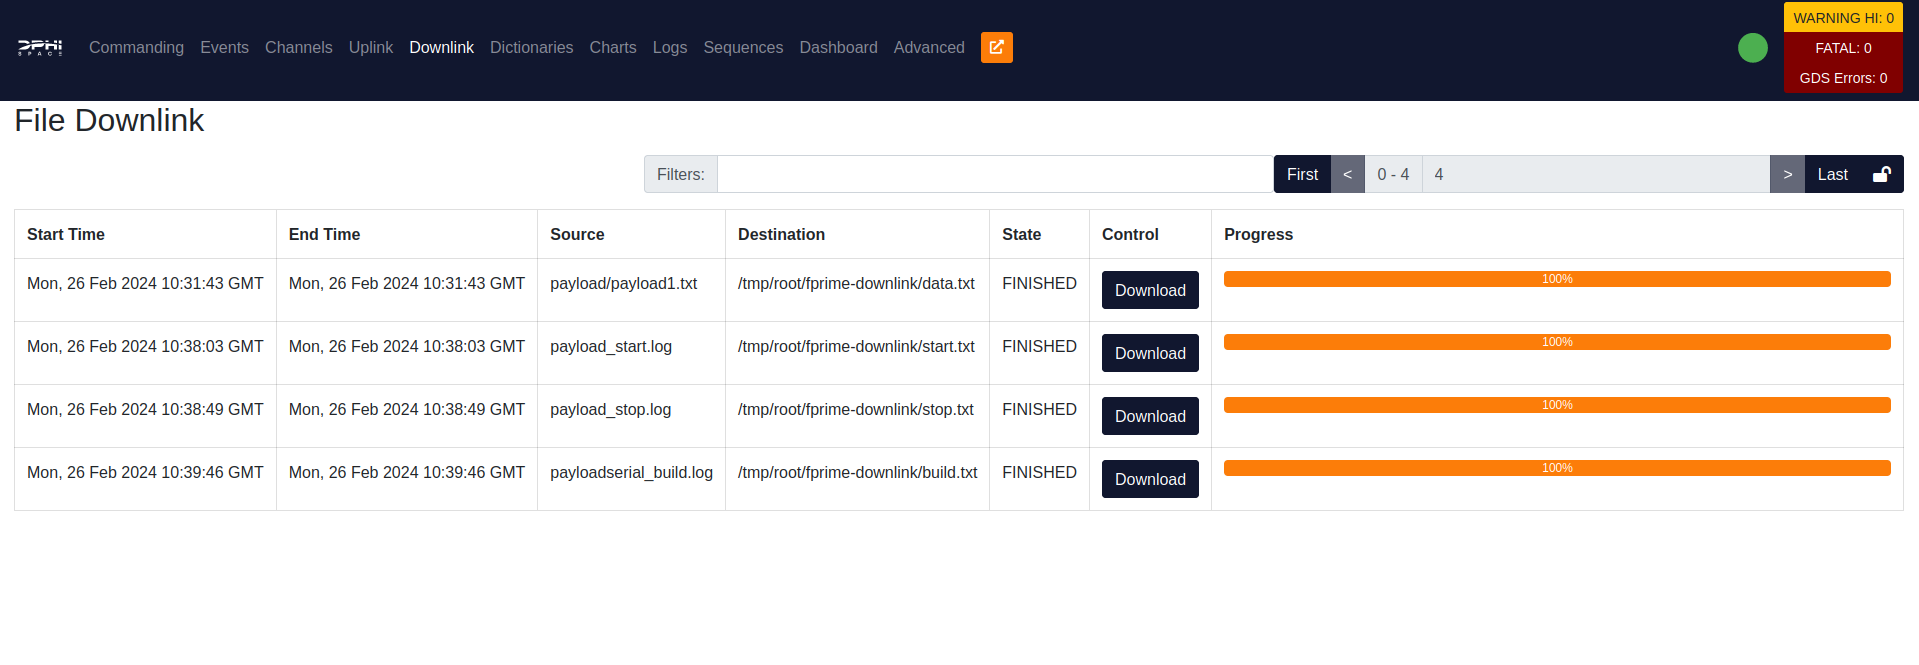 DPHI
SPACE
Commanding Events Channels Uplink Downlink Dictionaries Charts Logs Sequences Dashboard Advanced
WARNING HI: 0
FATAL: 0
GDS Errors: 0
File Downlink
Filters: First < 0 - 4 4 > Last
Start Time End Time Source Destination State Control Progress
Mon, 26 Feb 2024 10:31:43 GMT Mon, 26 Feb 2024 10:31:43 GMT payload/payload1.txt /tmp/root/fprime-downlink/data.txt FINISHED Download 100%
Mon, 26 Feb 2024 10:38:03 GMT Mon, 26 Feb 2024 10:38:03 GMT payload_start.log /tmp/root/fprime-downlink/start.txt FINISHED Download 100%
Mon, 26 Feb 2024 10:38:49 GMT Mon, 26 Feb 2024 10:38:49 GMT payload_stop.log /tmp/root/fprime-downlink/stop.txt FINISHED Download 100%
Mon, 26 Feb 2024 10:39:46 GMT Mon, 26 Feb 2024 10:39:46 GMT payloadserial_build.log /tmp/root/fprime-downlink/build.txt FINISHED Download 100%